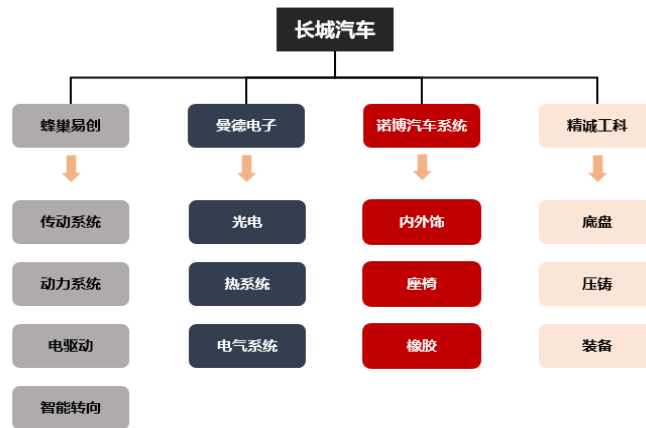 长城汽车
蜂巢易创
曼德电子
诺博汽车系统
精诚工科
传动系统
光电
内外饰
底盘
动力系统
热系统
座椅
压铸
电驱动
电气系统
橡胶
装备
智能转向